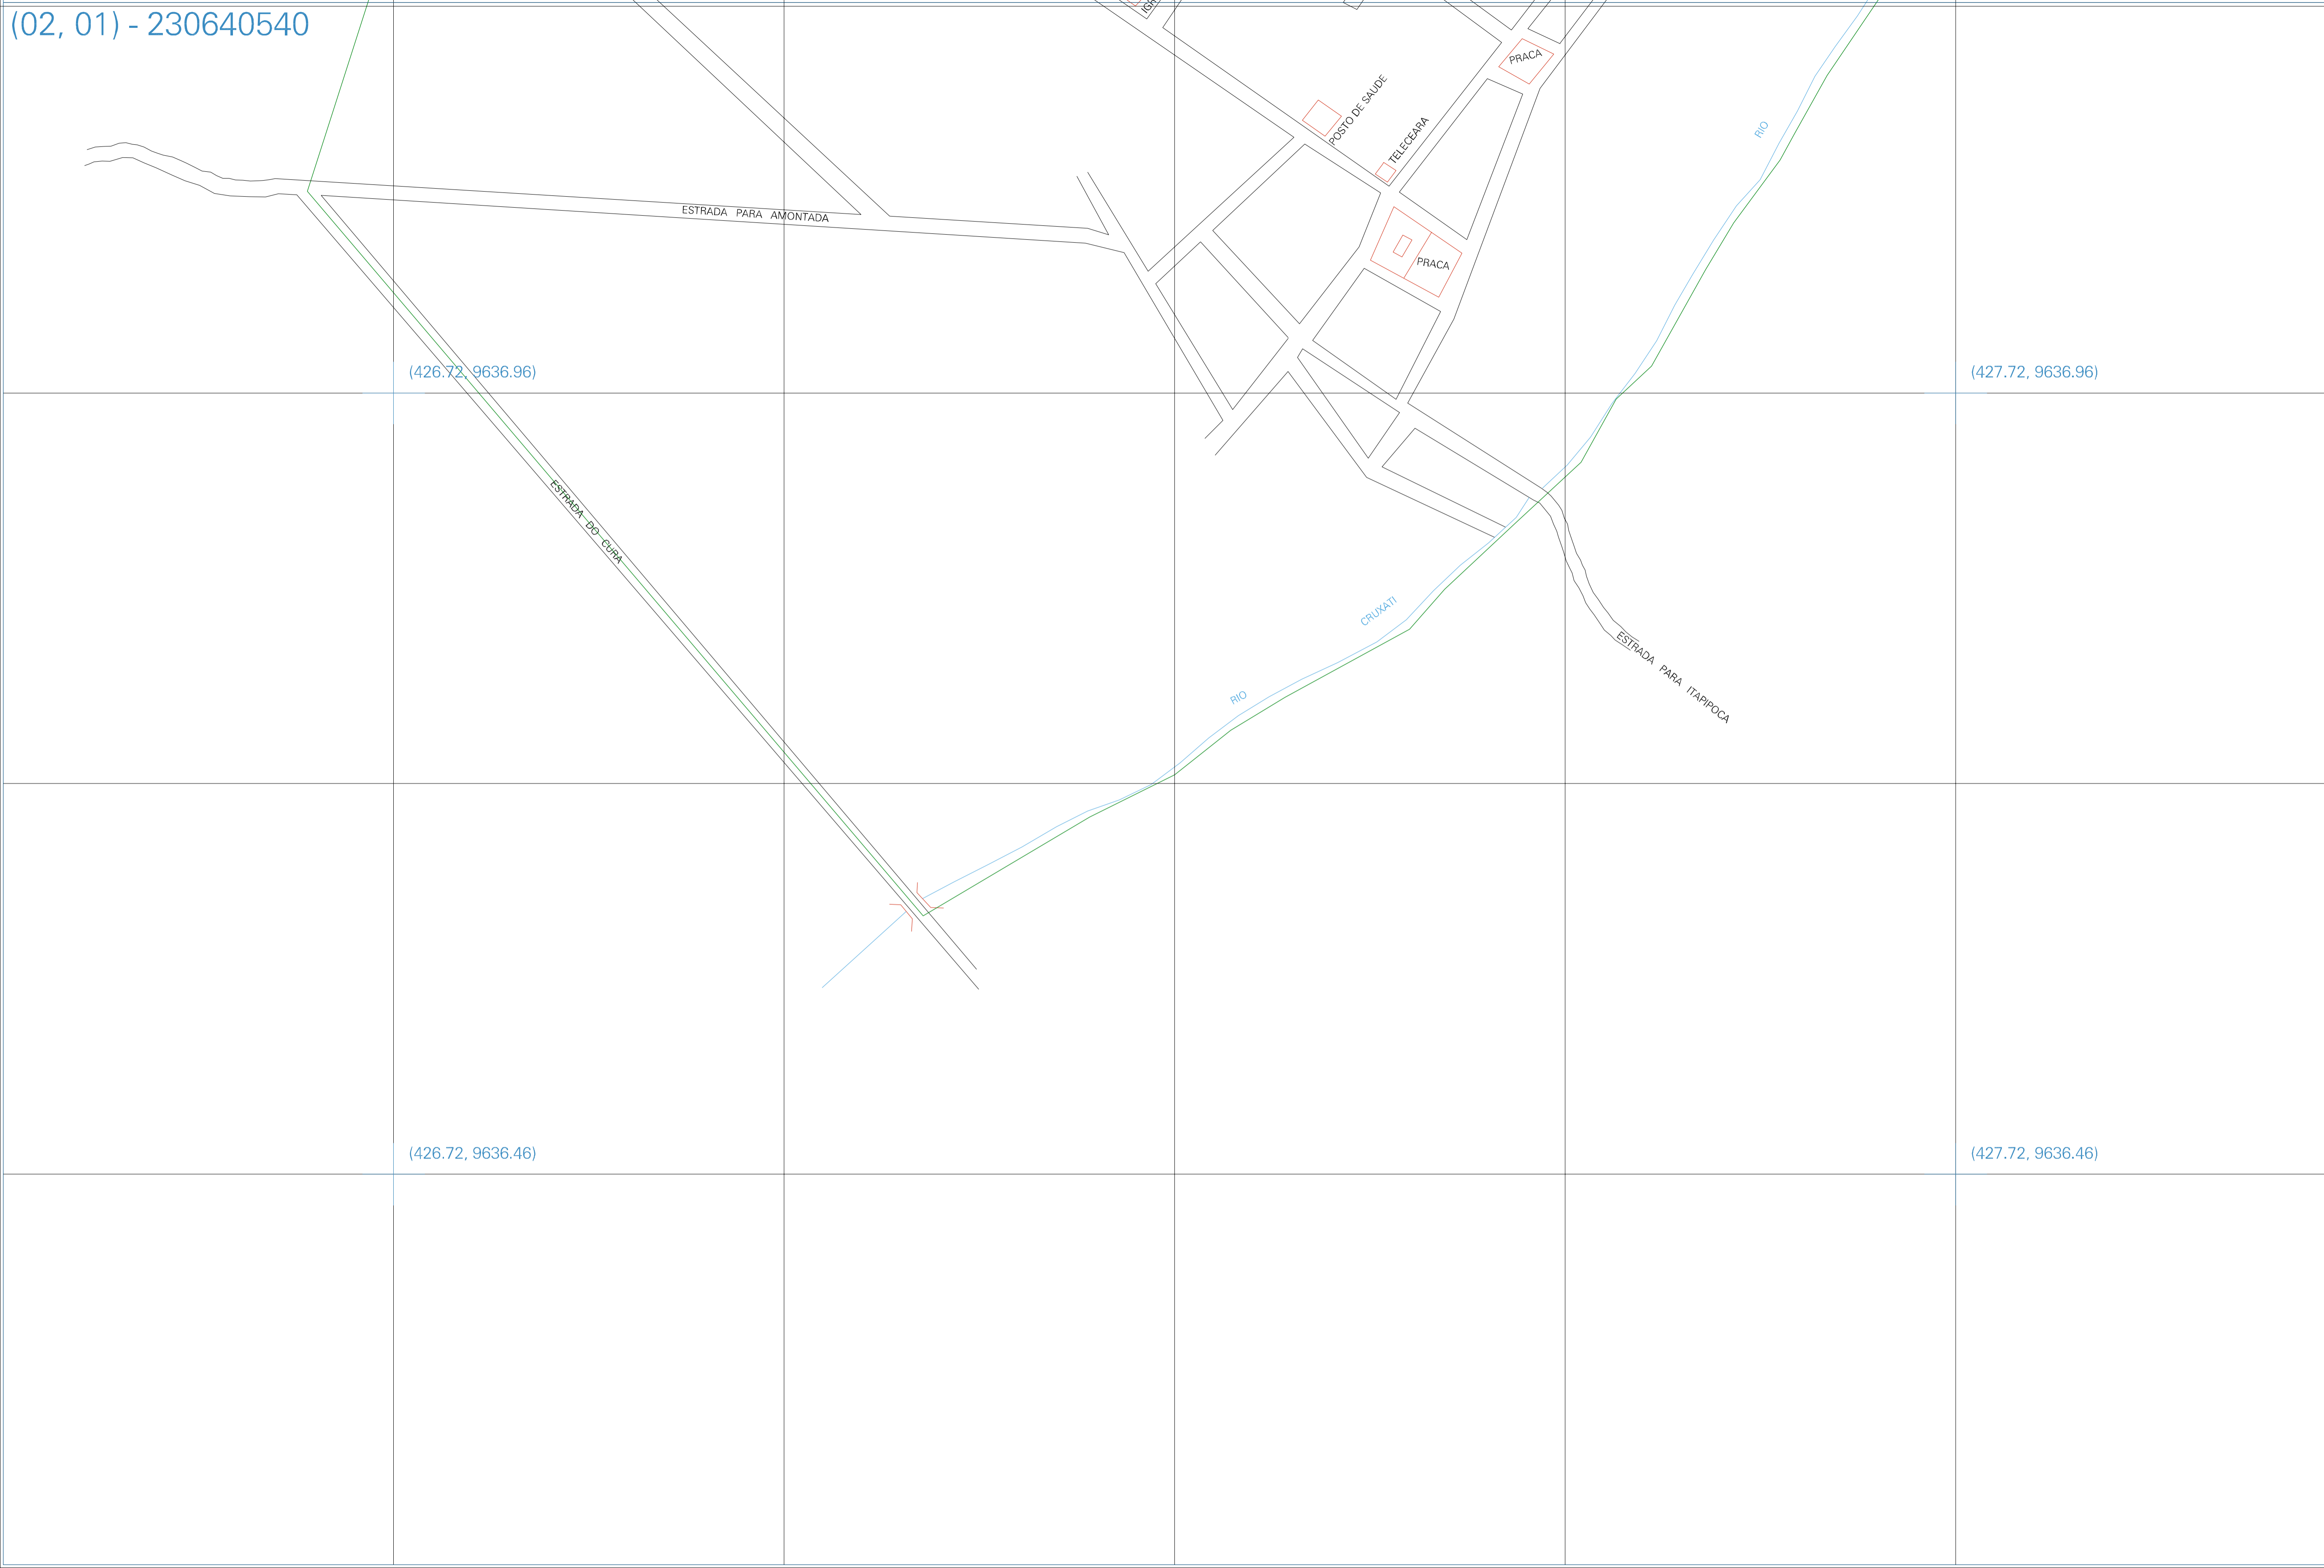 (02, 01) - 230640540
PRACA
POSTO DE SAUDE
TELECEARA
RIO
ESTRADA PARA AMONTADA
PRACA
(426.72, 9636.96)
(427.72, 9636.96)
ESTRADA DO CURA
CRUXATI
RIO
ESTRADA PARA ITAPIPOCA
(426.72, 9636.46)
(427.72, 9636.46)